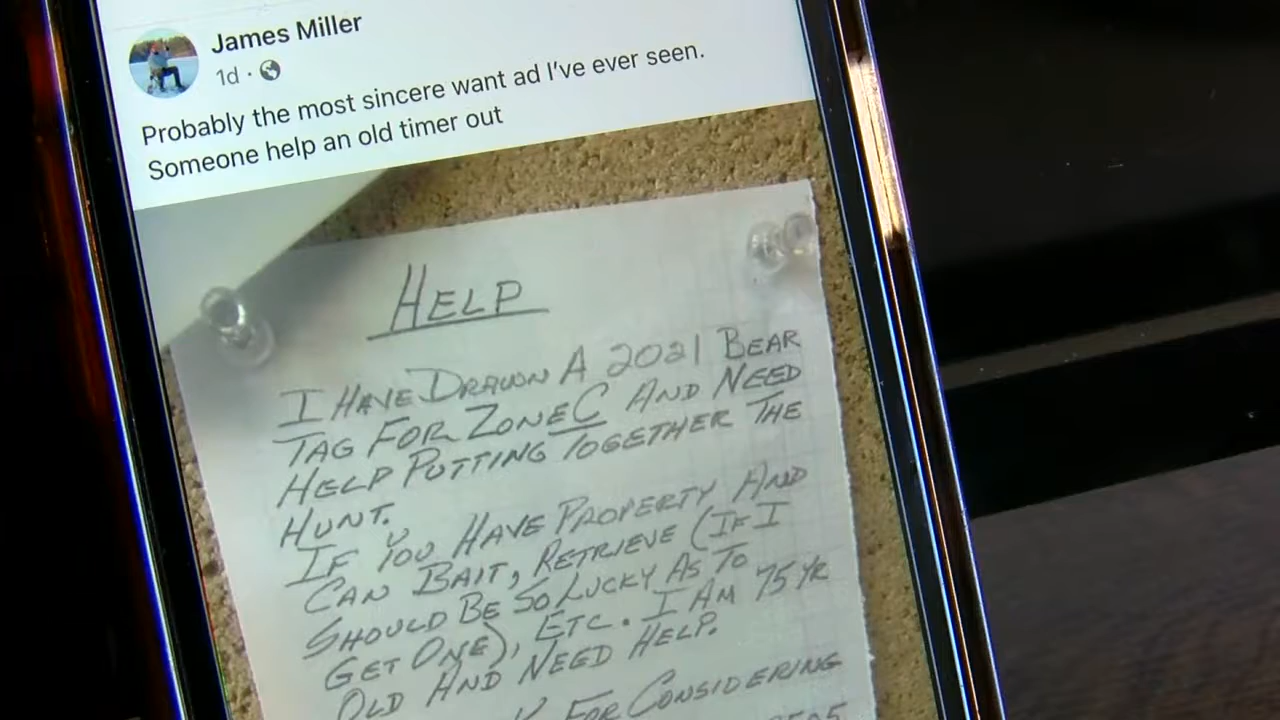 James Miller
1d ·
Probably the most sincere want ad I've ever seen.
Someone help an old timer out
HELP
I HAVE DRAWN A 2021 BEAR
TAG FOR ZONE C AND NEED
HELP PUTTING TOGETHER THE
HUNT.
IF YOU HAVE PROPERTY AND
CAN BAIT, RETRIEVE (IF I
SHOULD BE SO LUCKY AS TO
GET ONE), ETC. I AM 75 YR
OLD AND NEED HELP.
FOR CONSIDERING